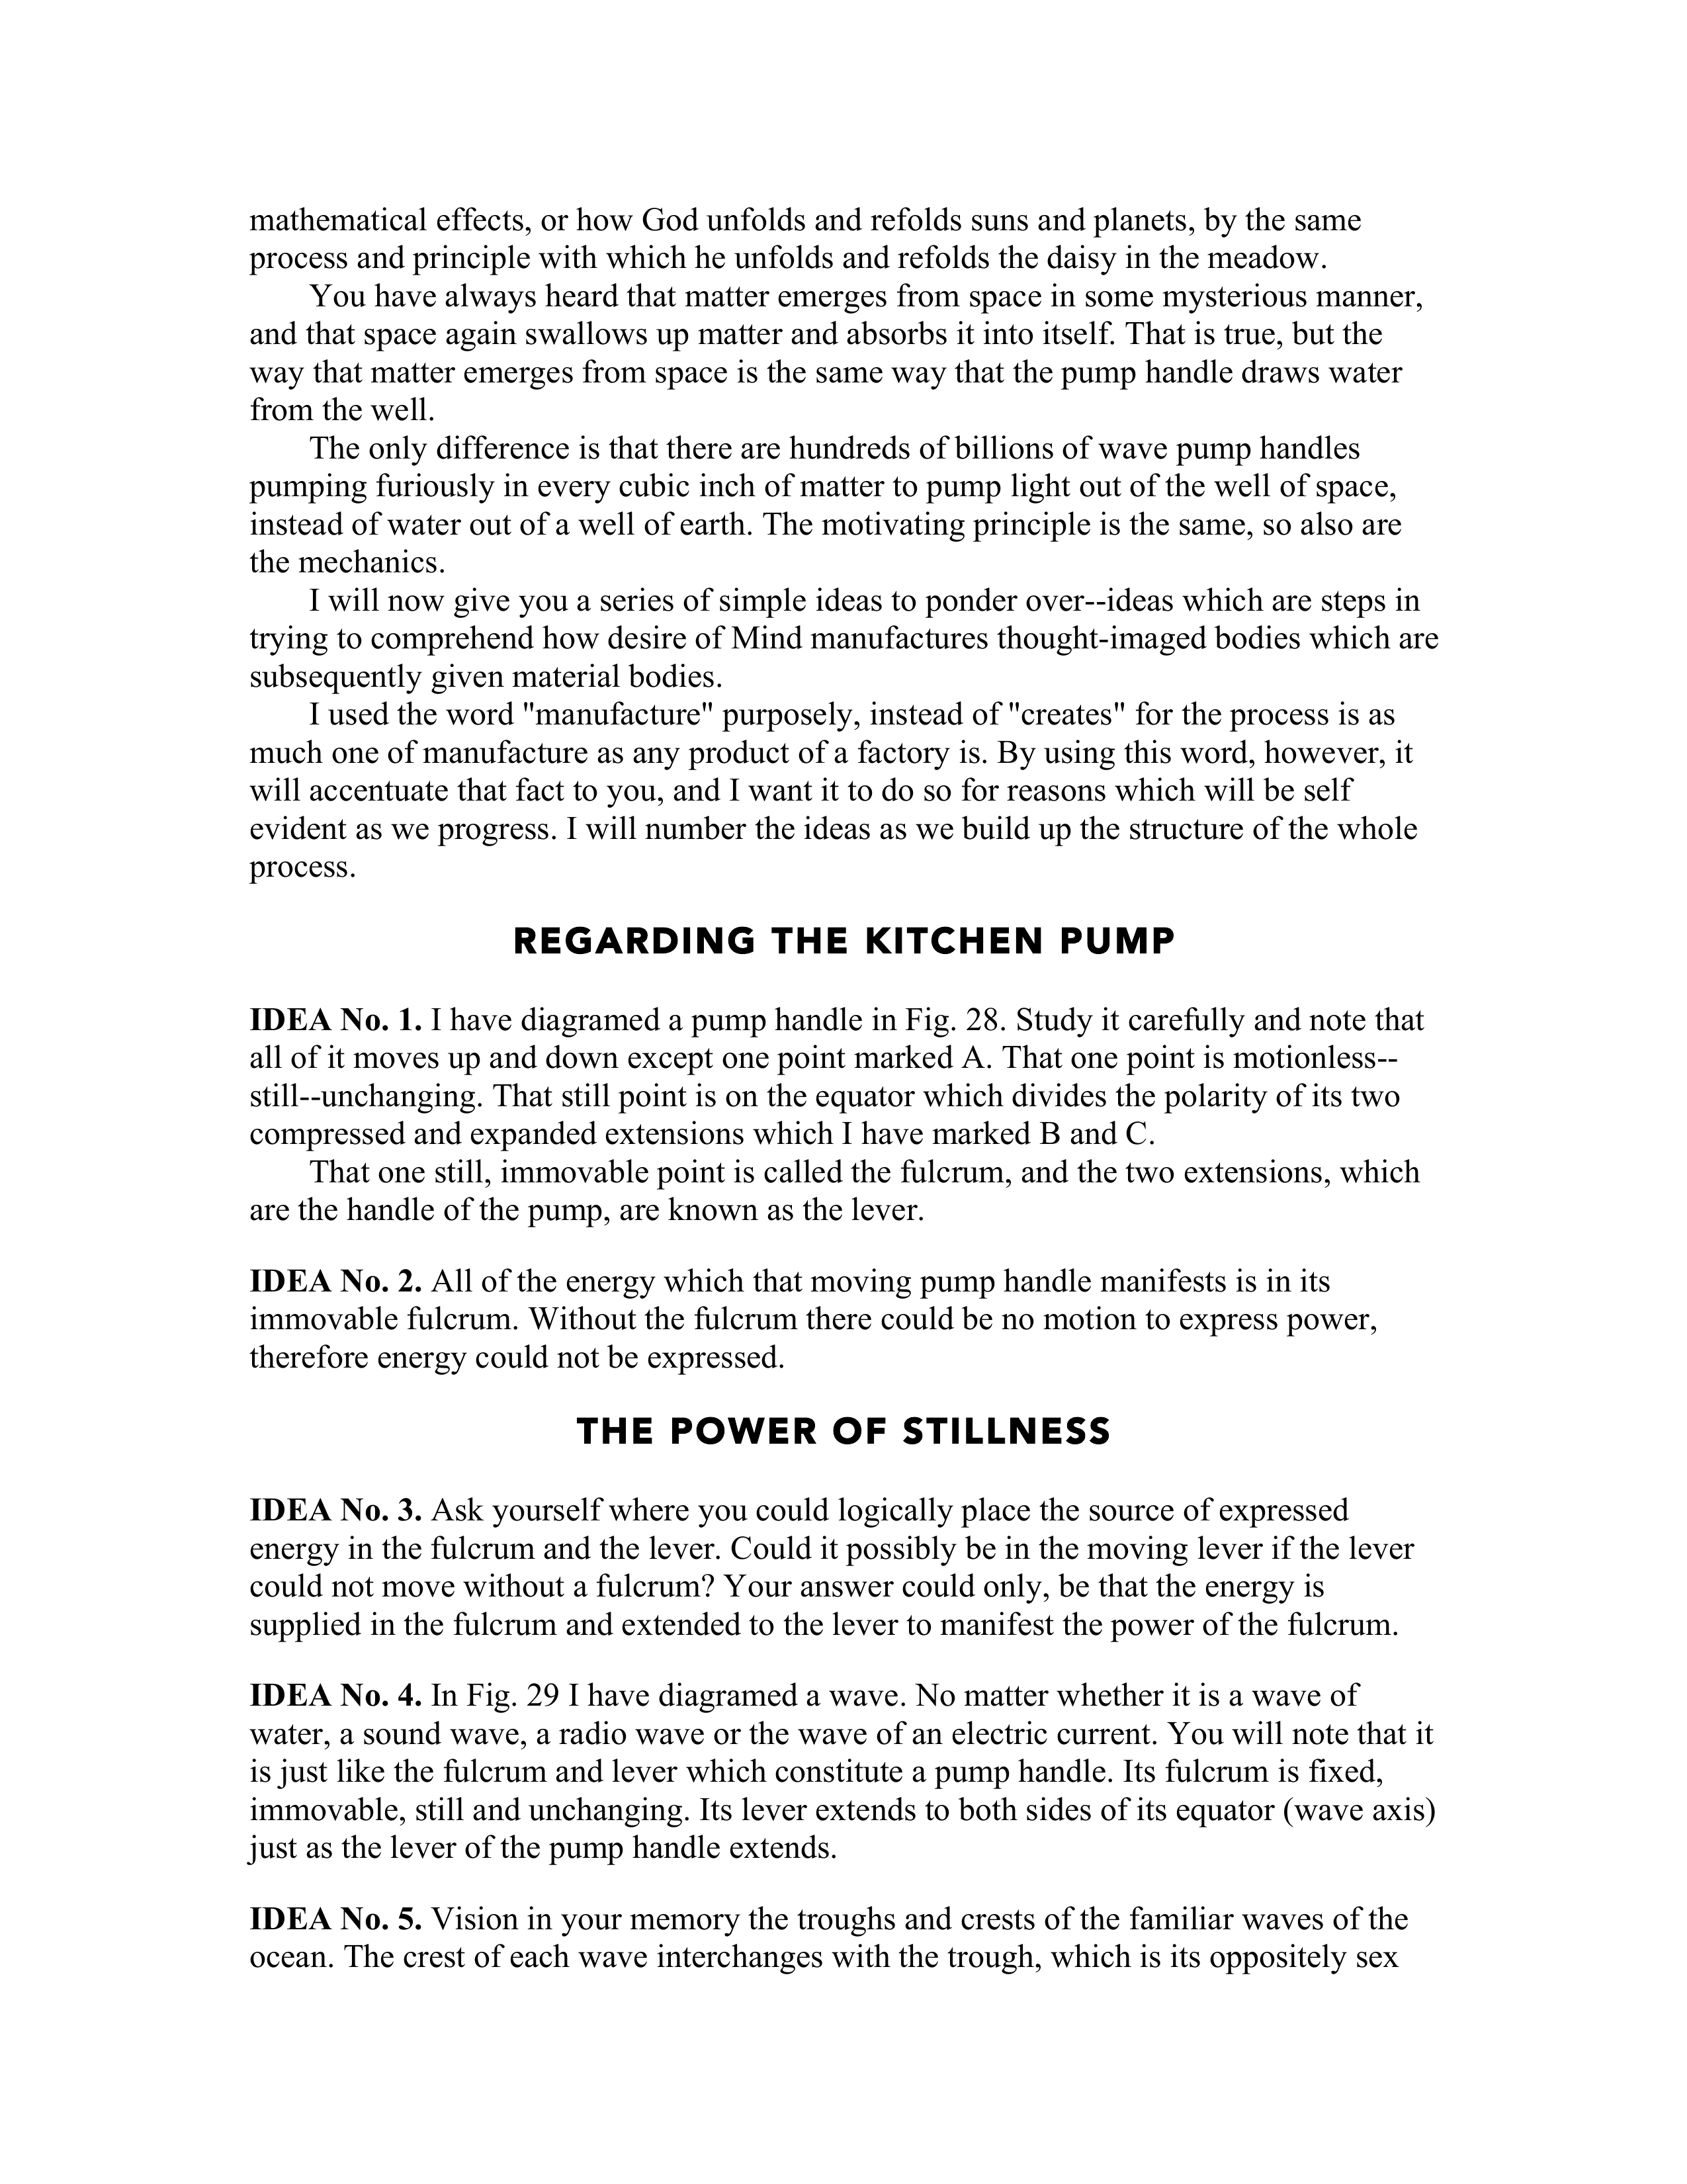 mathematical effects, or how God unfolds and refolds suns and planets, by the same
process and principle with which he unfolds and refolds the daisy in the meadow.
You have always heard that matter emerges from space in some mysterious manner,
and that space again swallows up matter and absorbs it into itself. That is true, but the
way that matter emerges from space is the same way that the pump handle draws water
from the well.
The only difference is that there are hundreds of billions of wave pump handles
pumping furiously in every cubic inch of matter to pump light out of the well of space,
instead of water out of a well of earth. The motivating principle is the same, so also are
the mechanics.
I will now give you a series of simple ideas to ponder over--ideas which are steps in
trying to comprehend how desire of Mind manufactures thought-imaged bodies which are
subsequently given material bodies.
I used the word "manufacture" purposely, instead of "creates" for the process is as
much one of manufacture as any product of a factory is. By using this word, however, it
will accentuate that fact to you, and I want it to do so for reasons which will be self
evident as we progress. I will number the ideas as we build up the structure of the whole
process.
REGARDING THE KITCHEN PUMP
IDEA No. 1. I have diagramed a pump handle in Fig. 28. Study it carefully and note that
all of it moves up and down except one point marked A. That one point is motionless--
still--unchanging. That still point is on the equator which divides the polarity of its two
compressed and expanded extensions which I have marked B and C.
That one still, immovable point is called the fulcrum, and the two extensions, which
are the handle of the pump, are known as the lever.
IDEA No. 2. All of the energy which that moving pump handle manifests is in its
immovable fulcrum. Without the fulcrum there could be no motion to express power,
therefore energy could not be expressed.
THE POWER OF STILLNESS
IDEA No. 3. Ask yourself where you could logically place the source of expressed
energy in the fulcrum and the lever. Could it possibly be in the moving lever if the lever
could not move without a fulcrum? Your answer could only, be that the energy is
supplied in the fulcrum and extended to the lever to manifest the power of the fulcrum.
IDEA No. 4. In Fig. 29 I have diagramed a wave. No matter whether it is a wave of
water, a sound wave, a radio wave or the wave of an electric current. You will note that it
is just like the fulcrum and lever which constitute a pump handle. Its fulcrum is fixed,
immovable, still and unchanging. Its lever extends to both sides of its equator (wave axis)
just as the lever of the pump handle extends.
IDEA No. 5. Vision in your memory the troughs and crests of the familiar waves of the
ocean. The crest of each wave interchanges with the trough, which is its oppositely sex